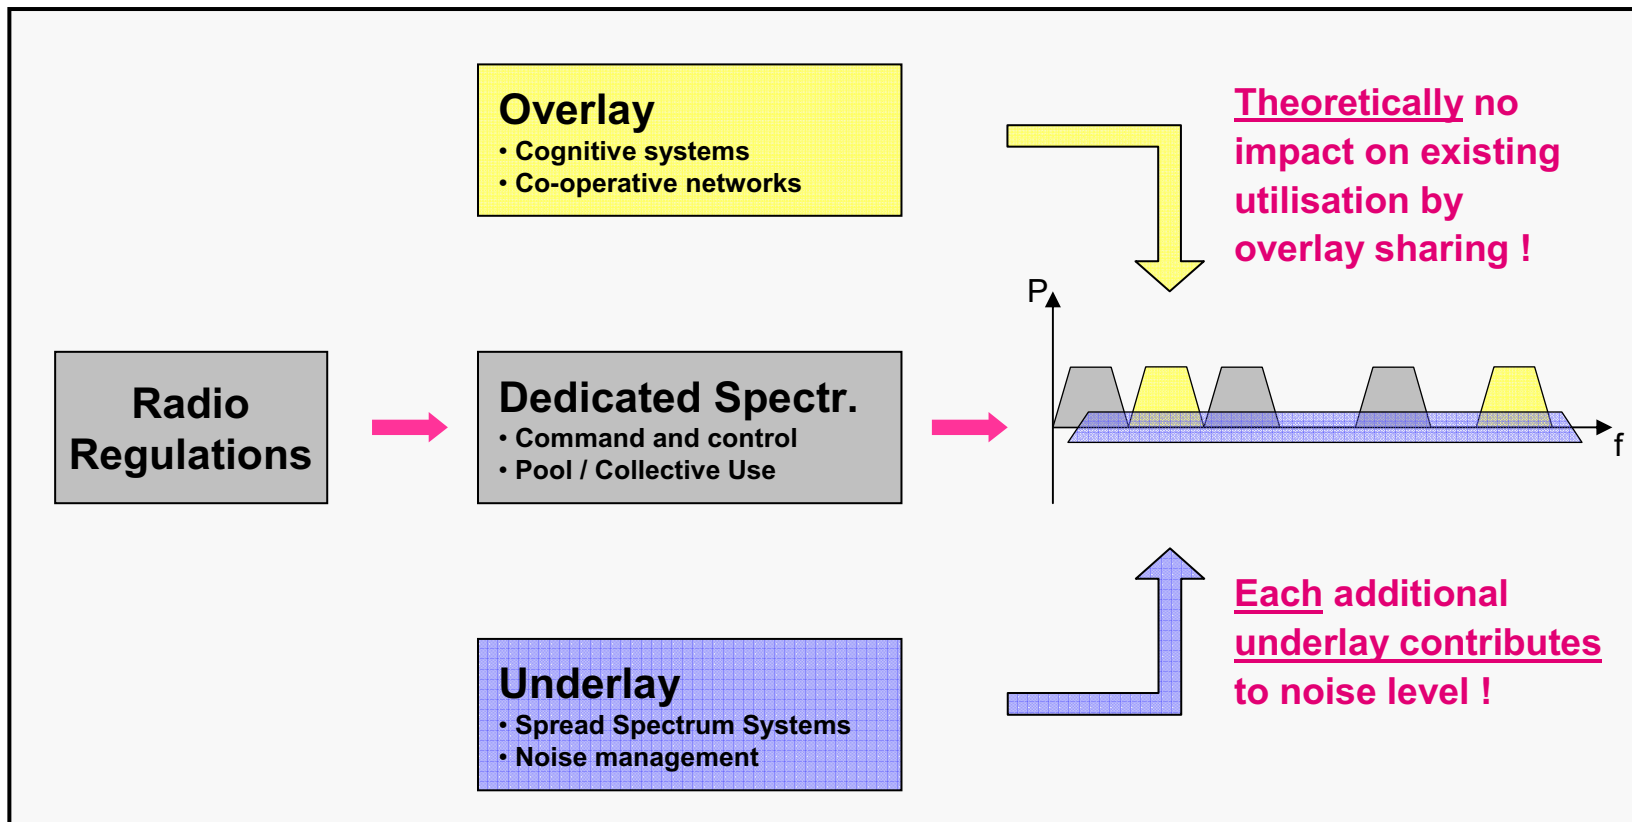 Overlay
• Cognitive systems
• Co-operative networks
Theoretically no
impact on existing
utilisation by
overlay sharing !
P
Radio
Regulations
Dedicated Spectr.
• Command and control
• Pool / Collective Use
f
Underlay
• Spread Spectrum Systems
• Noise management
Each additional
underlay contributes
to noise level !